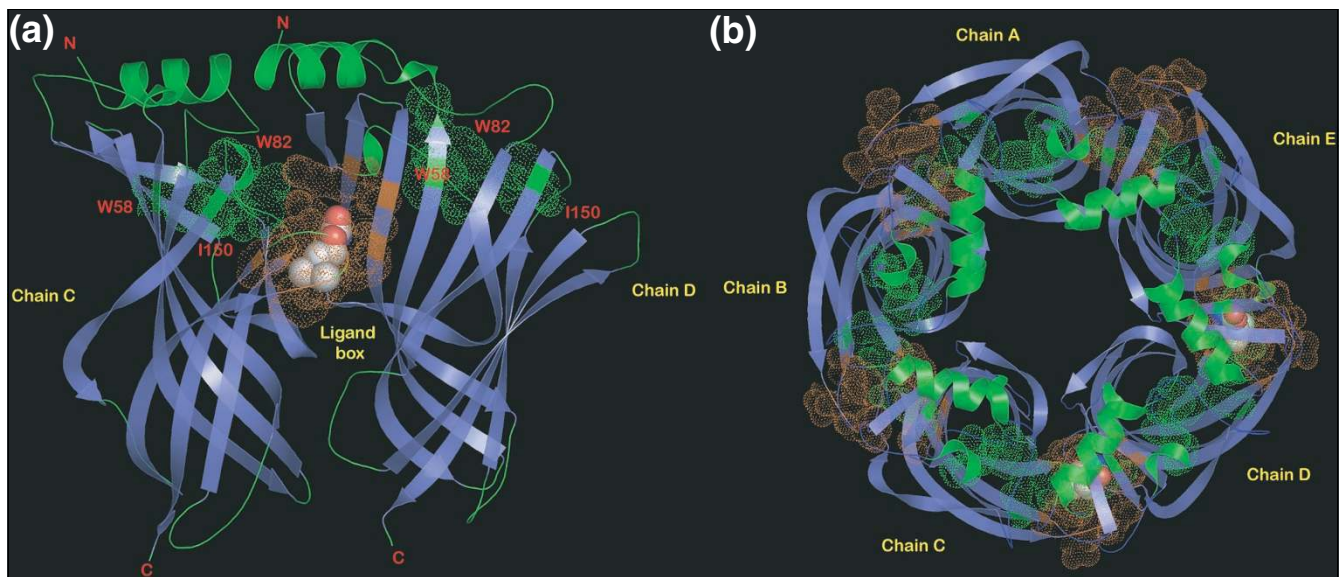 (a)
N
N
W82
W82
W58
W58
I150
I150
Chain C
Chain D
Ligand
box
C
C
(b)
Chain A
Chain E
Chain B
Chain D
Chain C